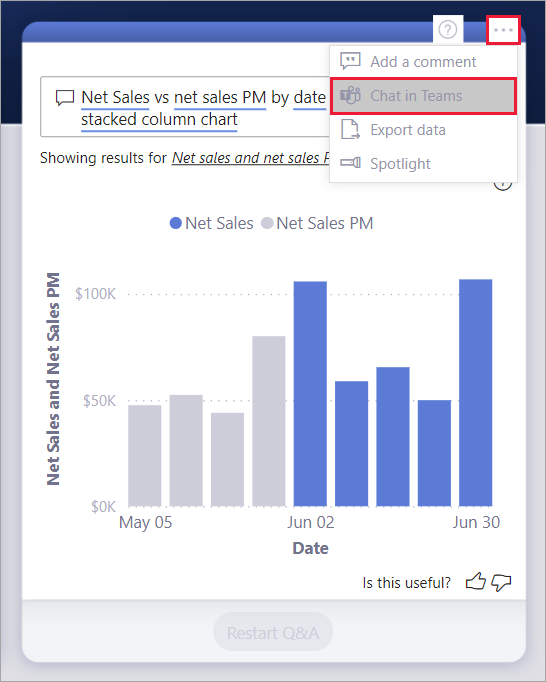 ?
...
Add a comment
Chat in Teams
Export data
Spotlight
Net Sales vs net sales PM by date
stacked column chart
Showing results for Net sales and net sales
Net Sales Net Sales PM
Net Sales and Net Sales PM
$100K
$50K
$0K
May 05 Jun 02 Jun 30
Date
Is this useful?
Restart Q&A